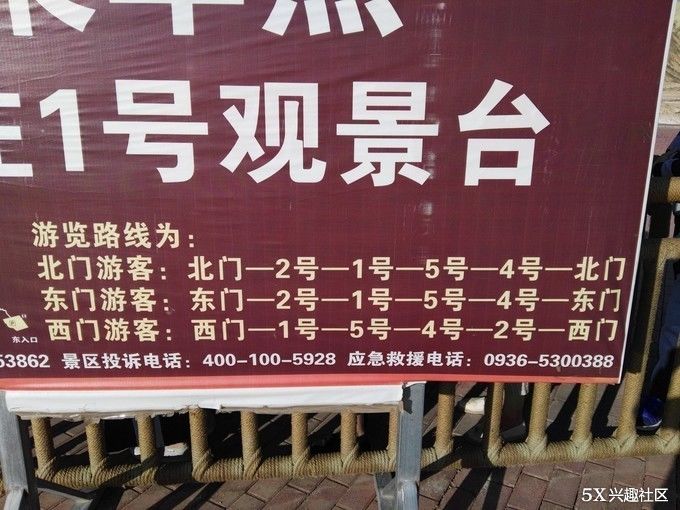 1号观景台
游览路线为：
北门游客：北门—2号—1号—5号—4号—北门
东门游客：东门—2号—1号—5号—4号—东门
西门游客：西门—1号—5号—4号—2号—西门
东入口
53862 景区投诉电话：400-100-5928 应急救援电话：0936-5300388
5X兴趣社区